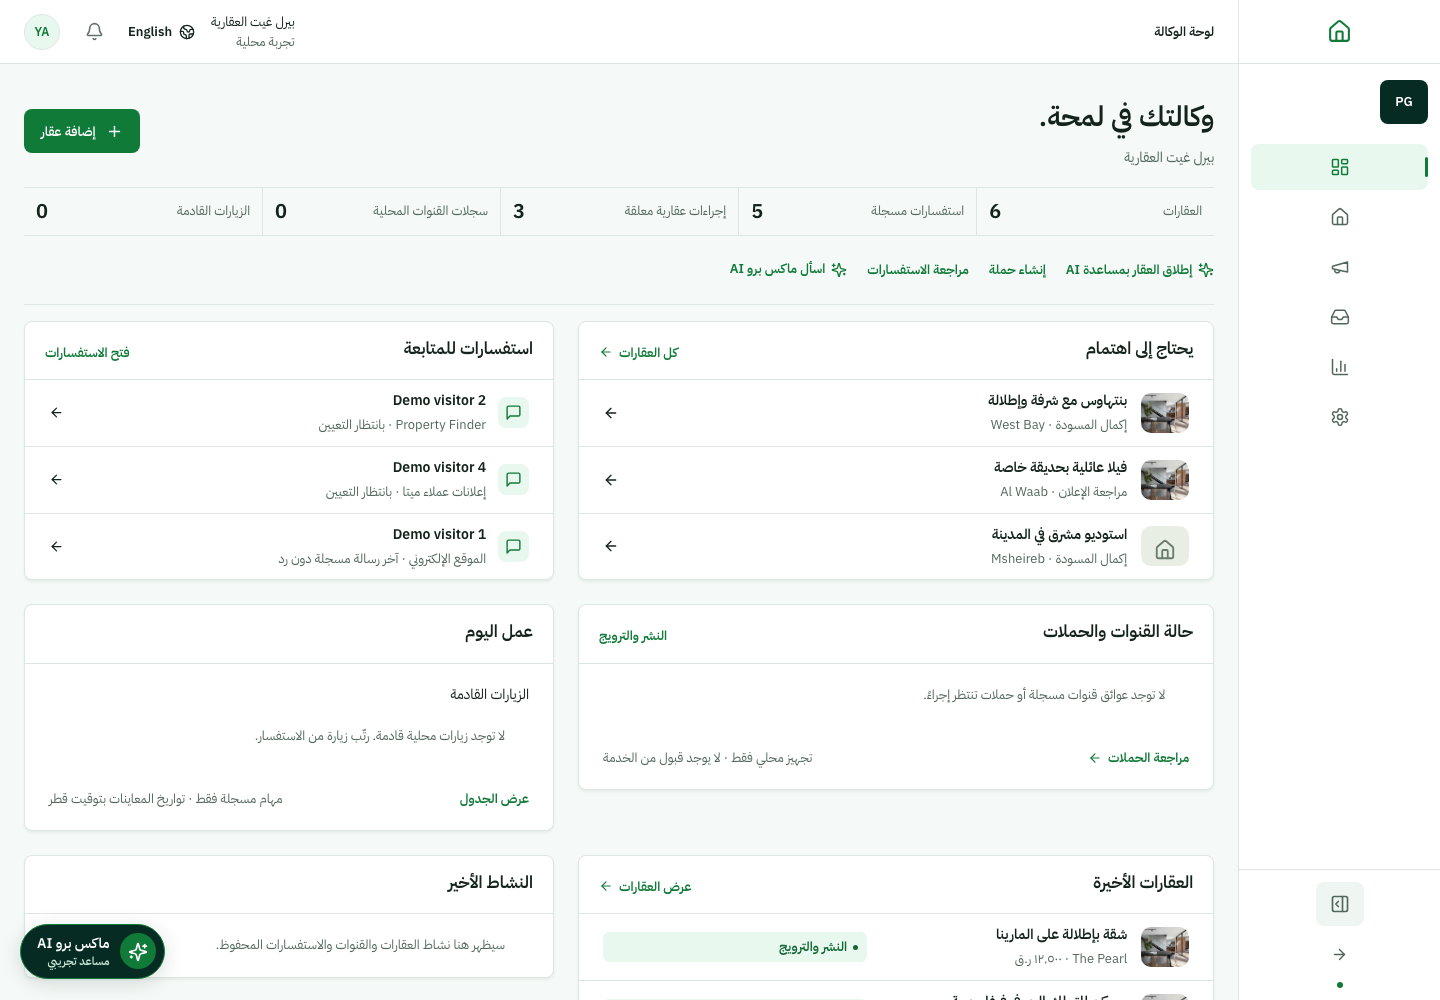 لوحة الوكالة
بيرل غيت العقارية
تجربة محلية
English
YA
PG
وكالتك في لمحة.
بيرل غيت العقارية
إضافة عقار
العقارات 6
استفسارات مسجلة 5
إجراءات عقارية معلقة 3
سجلات القنوات المحلية 0
الزيارات القادمة 0
إطلاق العقار بمساعدة AI
إنشاء حملة
مراجعة الاستفسارات
اسأل ماكس برو AI
يحتاج إلى اهتمام
كل العقارات
بنتهاوس مع شرفة وإطلالة
إكمال المسودة · West Bay
فيلا عائلية بحديقة خاصة
مراجعة الإعلان · Al Waab
استوديو مشرق في المدينة
إكمال المسودة · Msheireb
استفسارات للمتابعة
فتح الاستفسارات
Demo visitor 2
Property Finder · بانتظار التعيين
Demo visitor 4
إعلانات عملاء ميتا · بانتظار التعيين
Demo visitor 1
الموقع الإلكتروني · آخر رسالة مسجلة دون رد
حالة القنوات والحملات
النشر والترويج
لا توجد عوائق قنوات مسجلة أو حملات تنتظر إجراءً.
مراجعة الحملات
تجهيز محلي فقط · لا يوجد قبول من الخدمة
عمل اليوم
الزيارات القادمة
لا توجد زيارات محلية قادمة. رتّب زيارة من الاستفسار.
عرض الجدول
مهام مسجلة فقط · تواريخ المعاينات بتوقيت قطر
العقارات الأخيرة
عرض العقارات
شقة بإطلالة على المارينا
The Pearl · ١٢٬٥٠٠ ر.ق
النشر والترويج
النشاط الأخير
سيظهر هنا نشاط العقارات والقنوات والاستفسارات المحفوظ.
ماكس برو AI
مساعد تجريبي